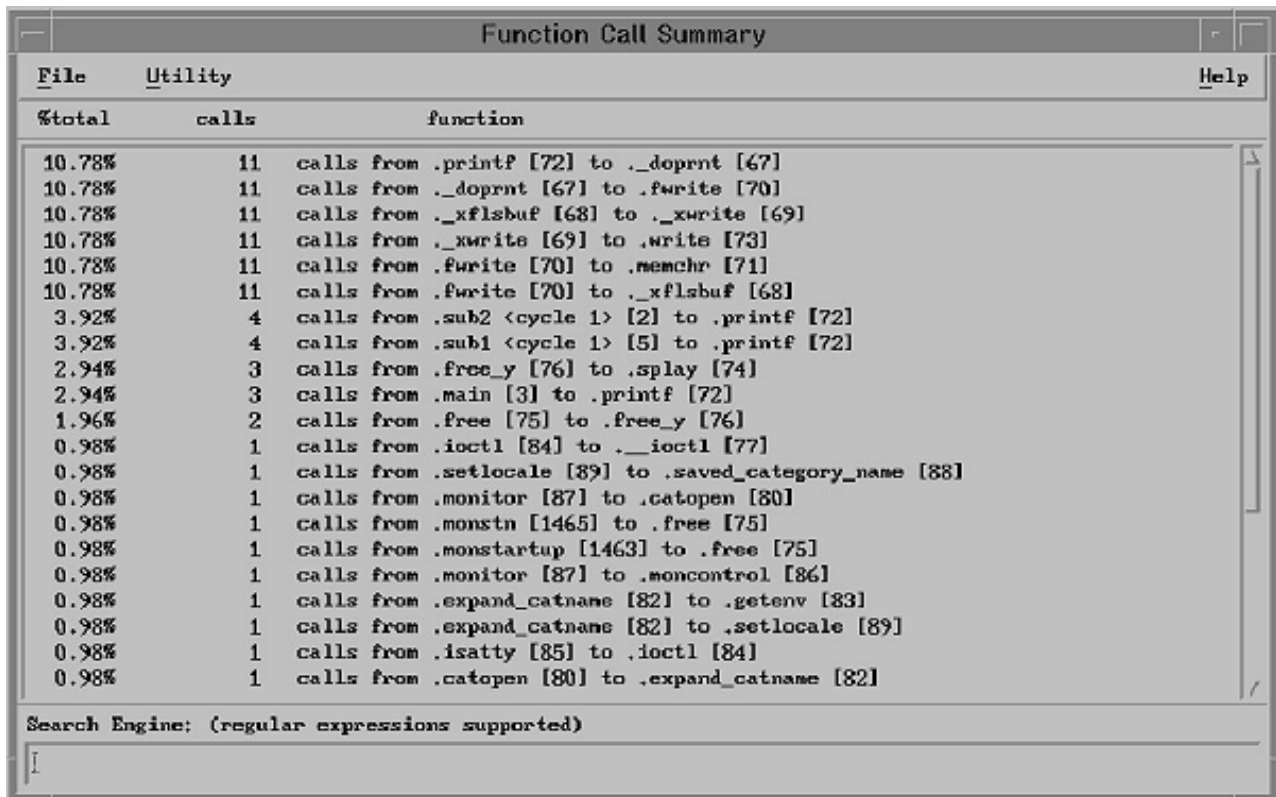 Function Call Summary
File Utility Help
%total calls function
10.78% 11 calls from .printf [72] to ._doprnt [67]
10.78% 11 calls from ._doprnt [67] to .fwrite [70]
10.78% 11 calls from ._xflsbuf [68] to ._xwrite [69]
10.78% 11 calls from ._xwrite [69] to .write [73]
10.78% 11 calls from .fwrite [70] to .memchr [71]
10.78% 11 calls from .fwrite [70] to ._xflsbuf [68]
3.92% 4 calls from .sub2 <cycle 1> [2] to .printf [72]
3.92% 4 calls from .sub1 <cycle 1> [5] to .printf [72]
2.94% 3 calls from .free_y [76] to .splay [74]
2.94% 3 calls from .main [3] to .printf [72]
1.96% 2 calls from .free [75] to .free_y [76]
0.98% 1 calls from .ioctl [84] to .__ioctl [77]
0.98% 1 calls from .setlocale [89] to .saved_category_name [88]
0.98% 1 calls from .monitor [87] to .catopen [80]
0.98% 1 calls from .monstn [1465] to .free [75]
0.98% 1 calls from .monstartup [1463] to .free [75]
0.98% 1 calls from .monitor [87] to .moncontrol [86]
0.98% 1 calls from .expand_catname [82] to .getenv [83]
0.98% 1 calls from .expand_catname [82] to .setlocale [89]
0.98% 1 calls from .isatty [85] to .ioctl [84]
0.98% 1 calls from .catopen [80] to .expand_catname [82]
Search Engine: (regular expressions supported)